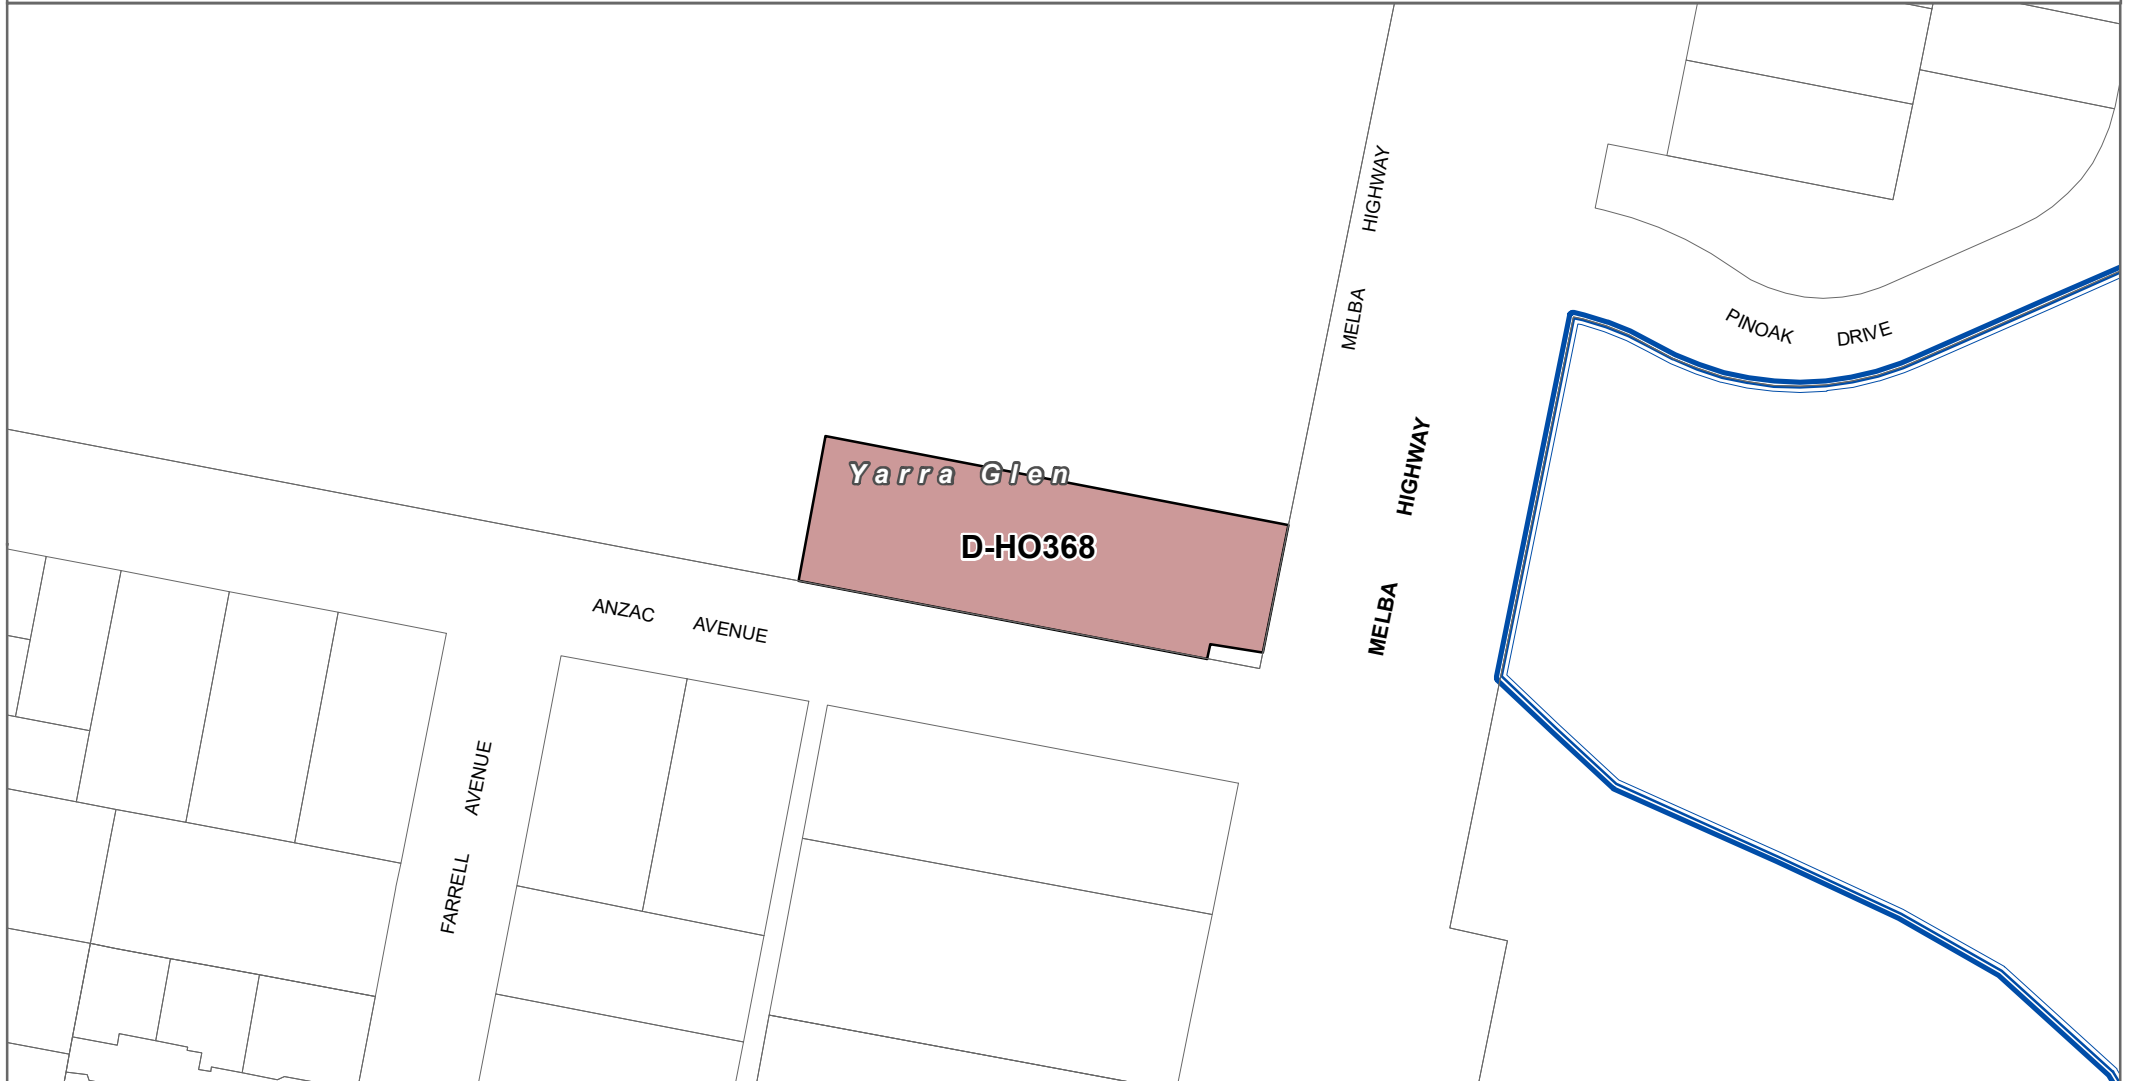 MELBA HIGHWAY
PINOAK DRIVE
MELBA HIGHWAY
Yarra Glen
D-HO368
ANZAC AVENUE
FARRELL AVENUE